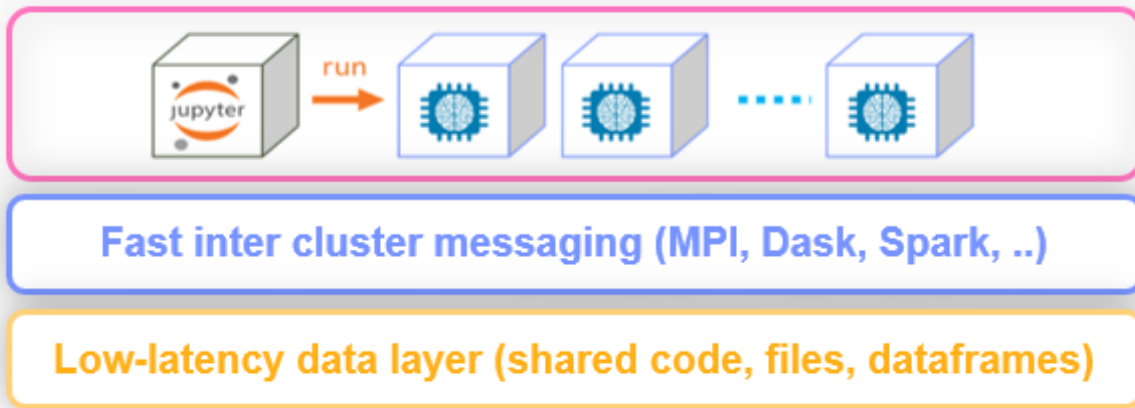 run
jupyter
Fast inter cluster messaging (MPI, Dask, Spark, ..)
Low-latency data layer (shared code, files, dataframes)